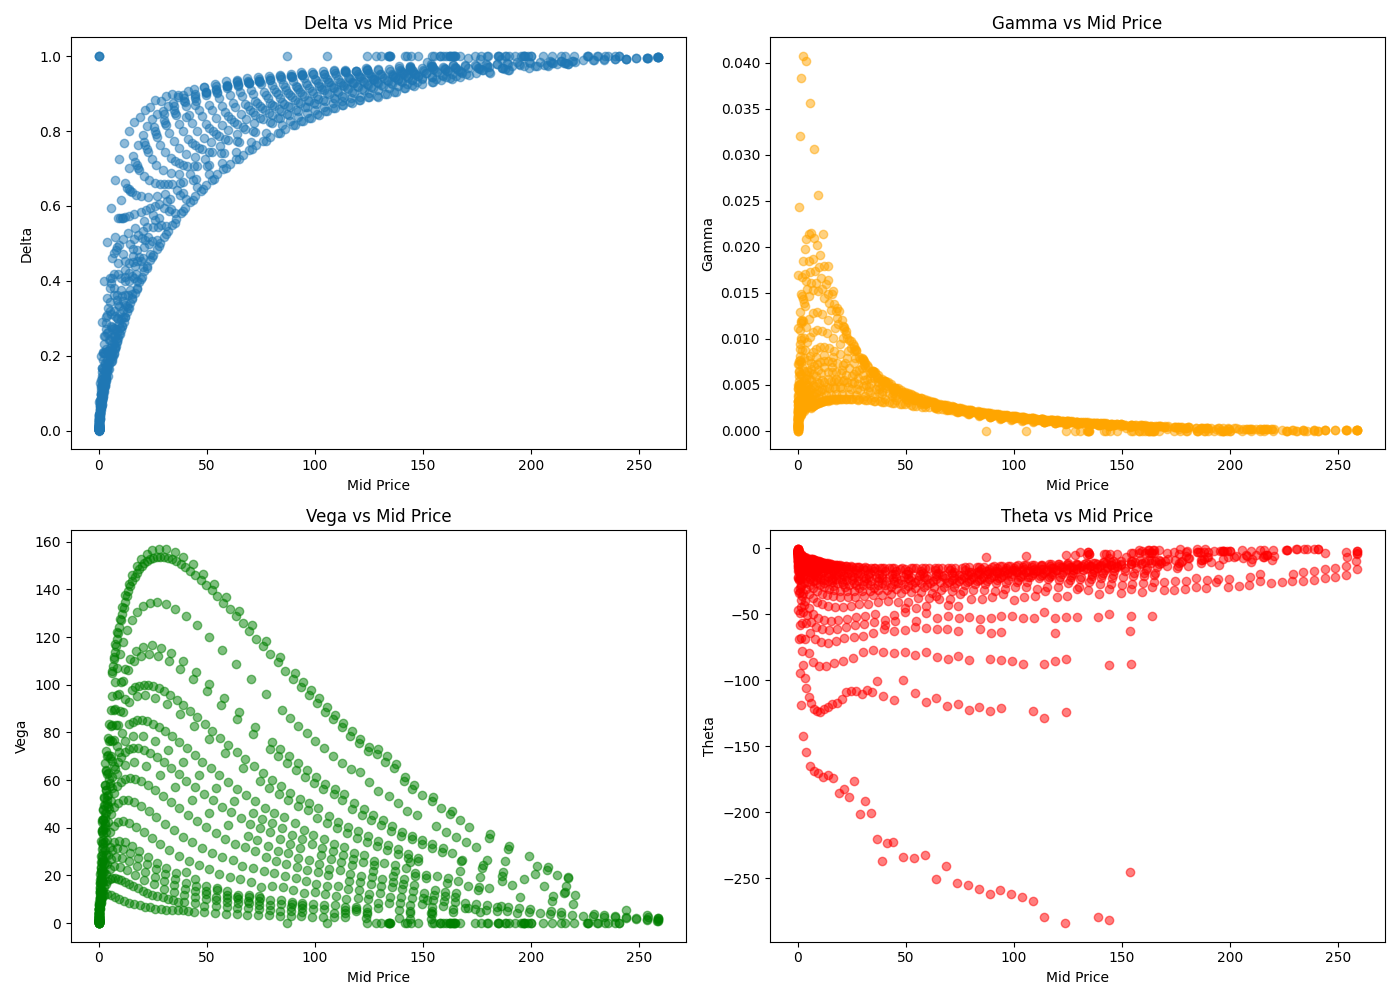 Delta vs Mid Price
1.0
0.8
0.6
0.4
0.2
0.0
Delta
0 50 100 150 200 250
Mid Price
Gamma vs Mid Price
0.040
0.035
0.030
0.025
0.020
0.015
0.010
0.005
0.000
Gamma
0 50 100 150 200 250
Mid Price
Vega vs Mid Price
160
140
120
100
80
60
40
20
0
Vega
0 50 100 150 200 250
Mid Price
Theta vs Mid Price
0
−50
−100
−150
−200
−250
Theta
0 50 100 150 200 250
Mid Price